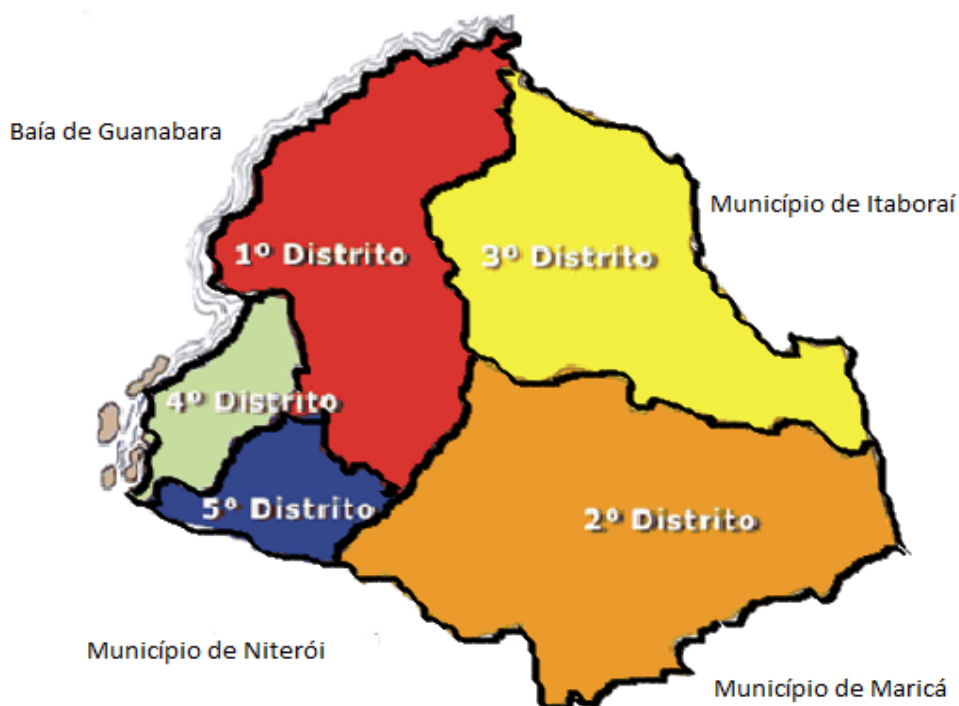 Baía de Guanabara
Município de Itaboraí
1º Distrito
3º Distrito
4º Distrito
5º Distrito
2º Distrito
Município de Niterói
Município de Maricá